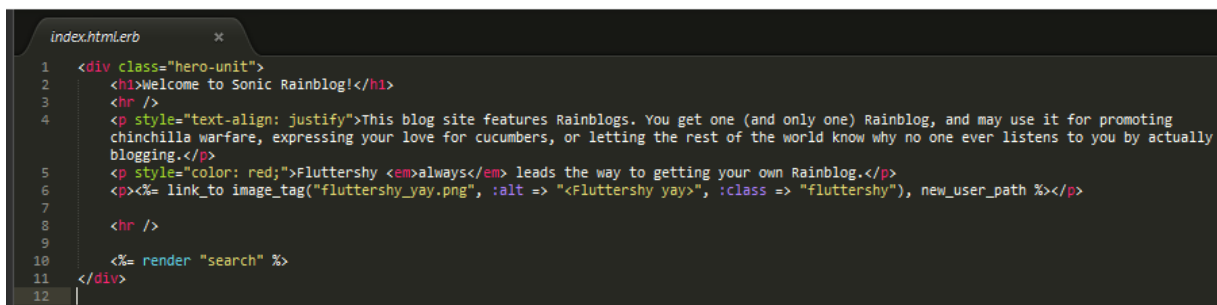 index.html.erb ×
1 <div class="hero-unit">
2 <h1>Welcome to Sonic Rainblog!</h1>
3 <hr />
4 <p style="text-align: justify">This blog site features Rainblogs. You get one (and only one) Rainblog, and may use it for promoting
chinchilla warfare, expressing your love for cucumbers, or letting the rest of the world know why no one ever listens to you by actually
blogging.</p>
5 <p style="color: red;">Fluttershy <em>always</em> leads the way to getting your own Rainblog.</p>
6 <p><%= link_to image_tag("fluttershy_yay.png", :alt => "<Fluttershy yay>", :class => "fluttershy"), new_user_path %></p>
7
8 <hr />
9
10 <%= render "search" %>
11 </div>
12